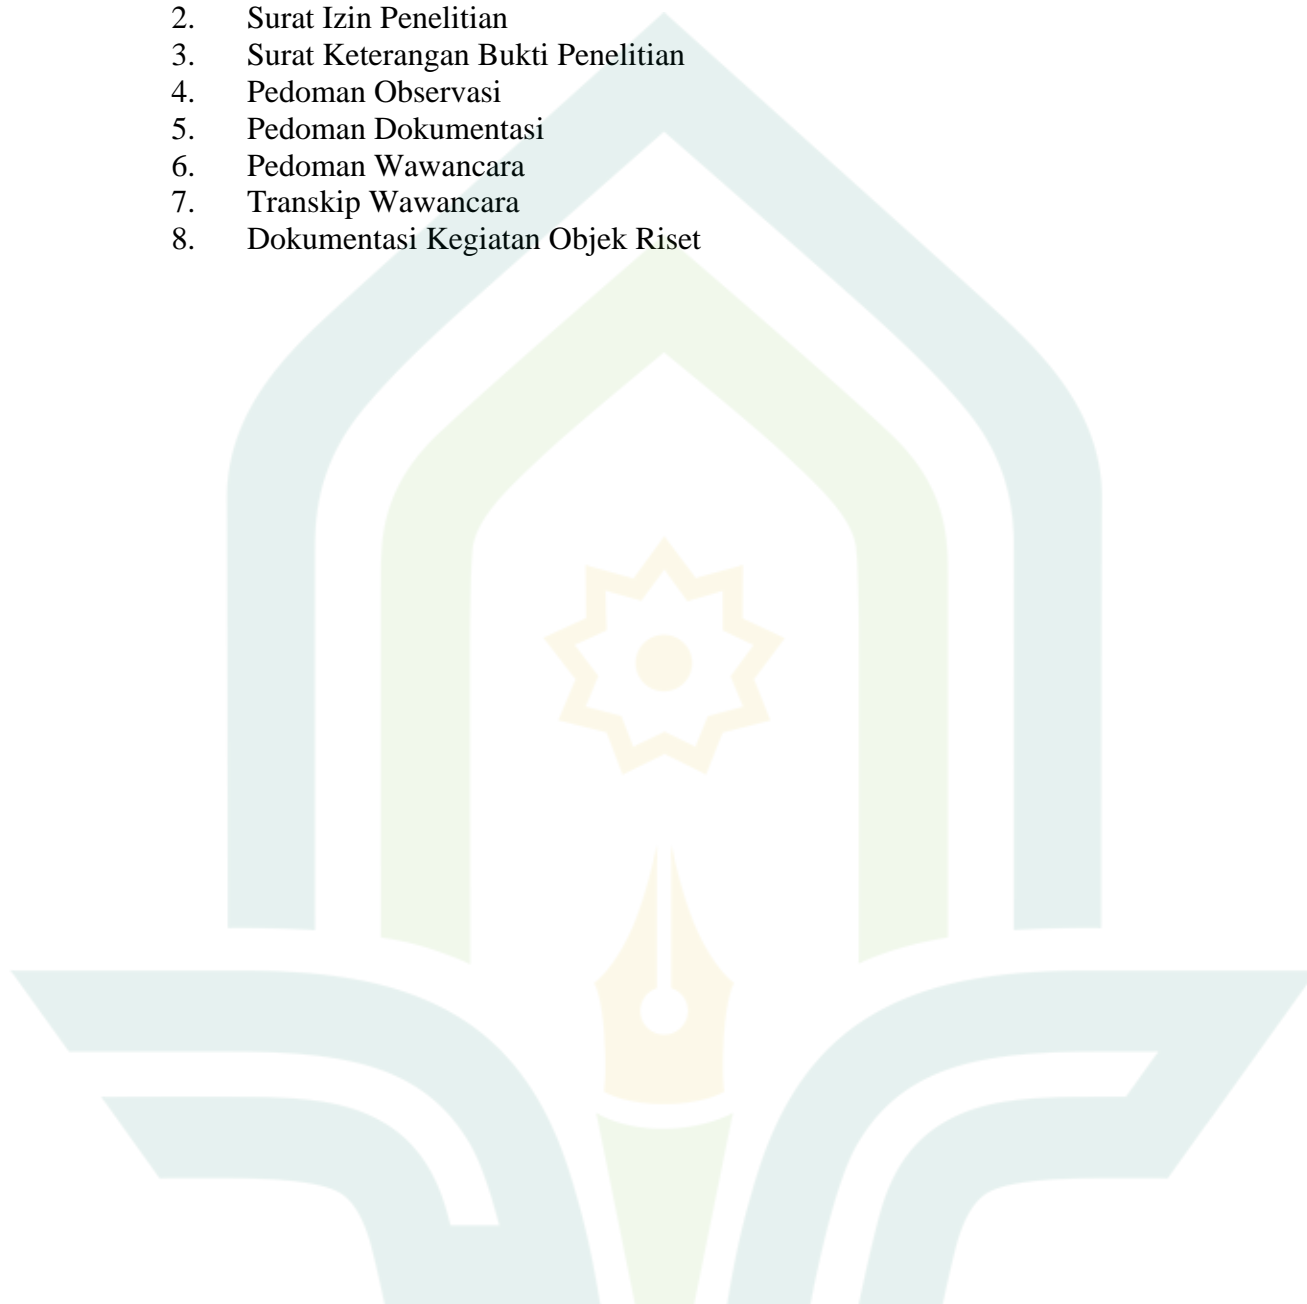 2. Surat Izin Penelitian
3. Surat Keterangan Bukti Penelitian
4. Pedoman Observasi
5. Pedoman Dokumentasi
6. Pedoman Wawancara
7. Transkip Wawancara
8. Dokumentasi Kegiatan Objek Riset